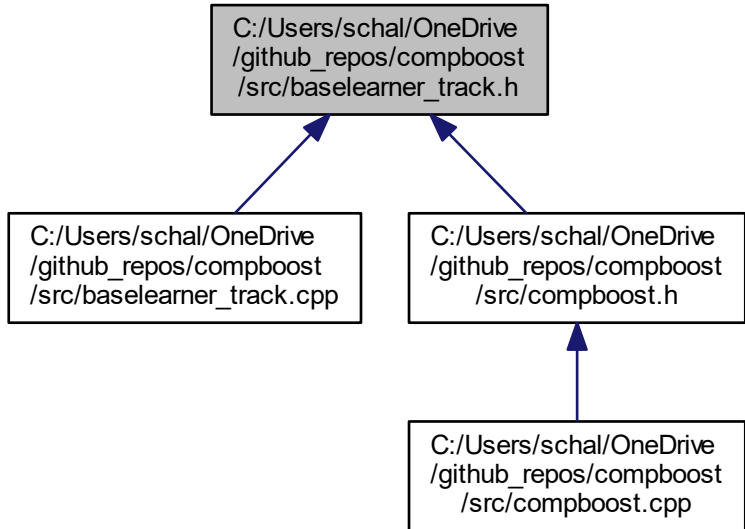 C:/Users/schal/OneDrive
/github_repos/compboost
/src/baselearner_track.h
C:/Users/schal/OneDrive
/github_repos/compboost
/src/baselearner_track.cpp
C:/Users/schal/OneDrive
/github_repos/compboost
/src/compboost.h
C:/Users/schal/OneDrive
/github_repos/compboost
/src/compboost.cpp